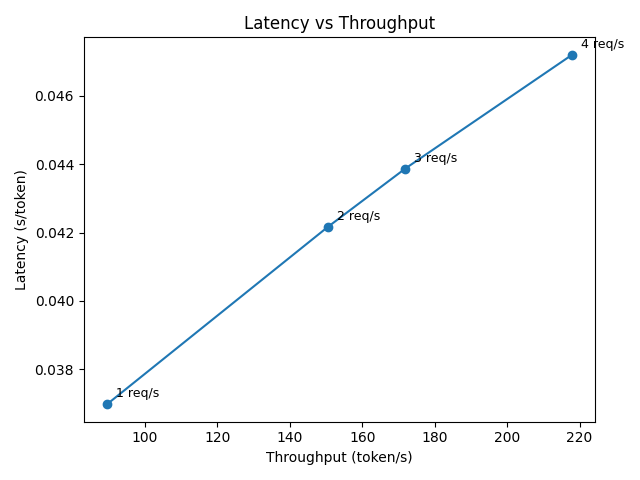 Latency vs Throughput
4 req/s
0.046
3 req/s
0.044
Latency (s/token)
2 req/s
0.042
0.040
0.038
1 req/s
100 120 140 160 180 200 220
Throughput (token/s)